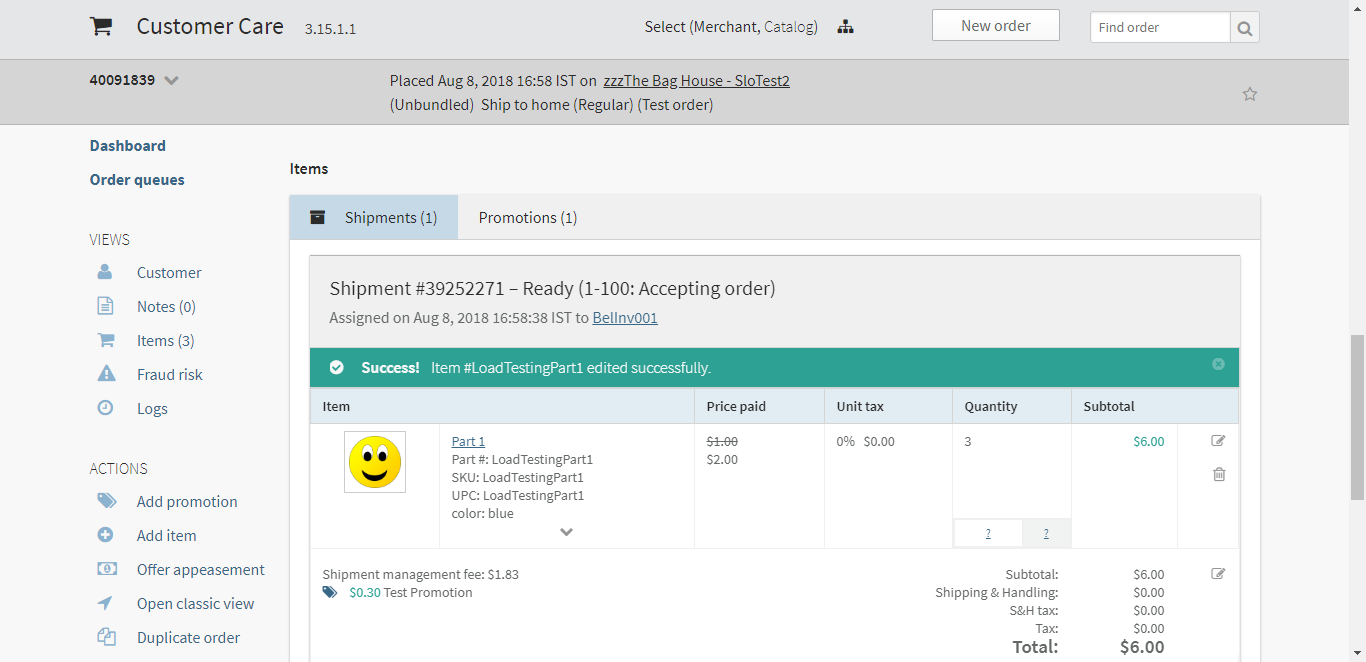 Customer Care 3.15.1.1
Select (Merchant, Catalog)
New order
Find order
40091839
Placed Aug 8, 2018 16:58 IST on zzzThe Bag House - SloTest2
(Unbundled) Ship to home (Regular) (Test order)
Dashboard
Order queues
VIEWS
Customer
Notes (0)
Items (3)
Fraud risk
Logs
ACTIONS
Add promotion
Add item
Offer appeasement
Open classic view
Duplicate order
Items
Shipments (1)
Promotions (1)
Shipment #39252271 – Ready (1-100: Accepting order)
Assigned on Aug 8, 2018 16:58:38 IST to BelInv001
Success! Item #LoadTestingPart1 edited successfully.
Item Price paid Unit tax Quantity Subtotal
Part 1
Part #: LoadTestingPart1
SKU: LoadTestingPart1
UPC: LoadTestingPart1
color: blue
$1.00
$2.00
0% $0.00
3
? ?
$6.00
Shipment management fee: $1.83
$0.30 Test Promotion
Subtotal: $6.00
Shipping & Handling: $0.00
S&H tax: $0.00
Tax: $0.00
Total: $6.00